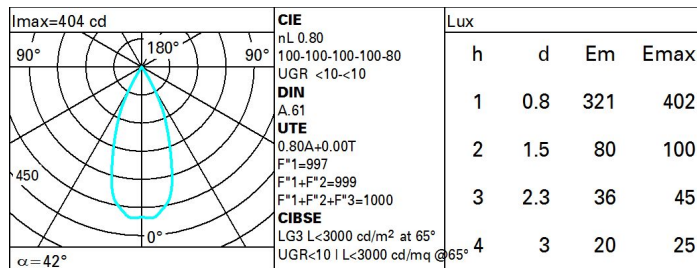 Imax=404 cd
90° 180° 90°
450
0°
α=42°
CIE
nL 0.80
100-100-100-100-80
UGR <10-<10
DIN
A.61
UTE
0.80A+0.00T
F"1=997
F"1+F"2=999
F"1+F"2+F"3=1000
CIBSE
LG3 L<3000 cd/m² at 65°
UGR<10 | L<3000 cd/mq @65°
Lux
h d Em Emax
1 0.8 321 402
2 1.5 80 100
3 2.3 36 45
4 3 20 25